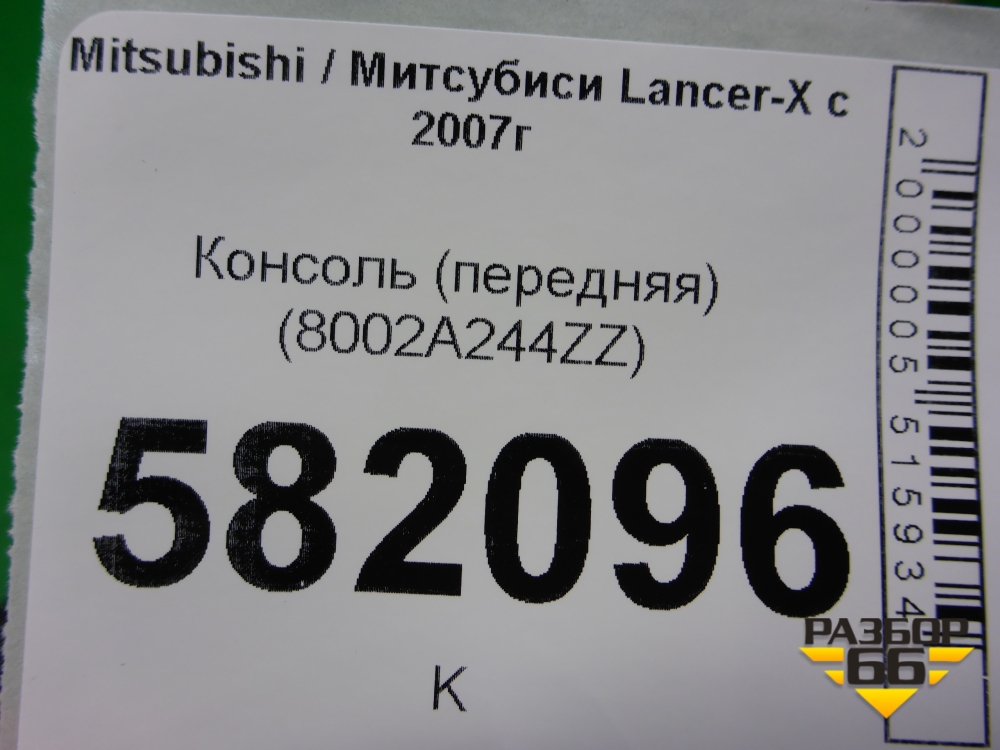 Mitsubishi / Митсубиси Lancer-X с
2007г
Консоль (передняя)
(8002A244ZZ)
582096
К
2000005515934
РАЗБОР
66